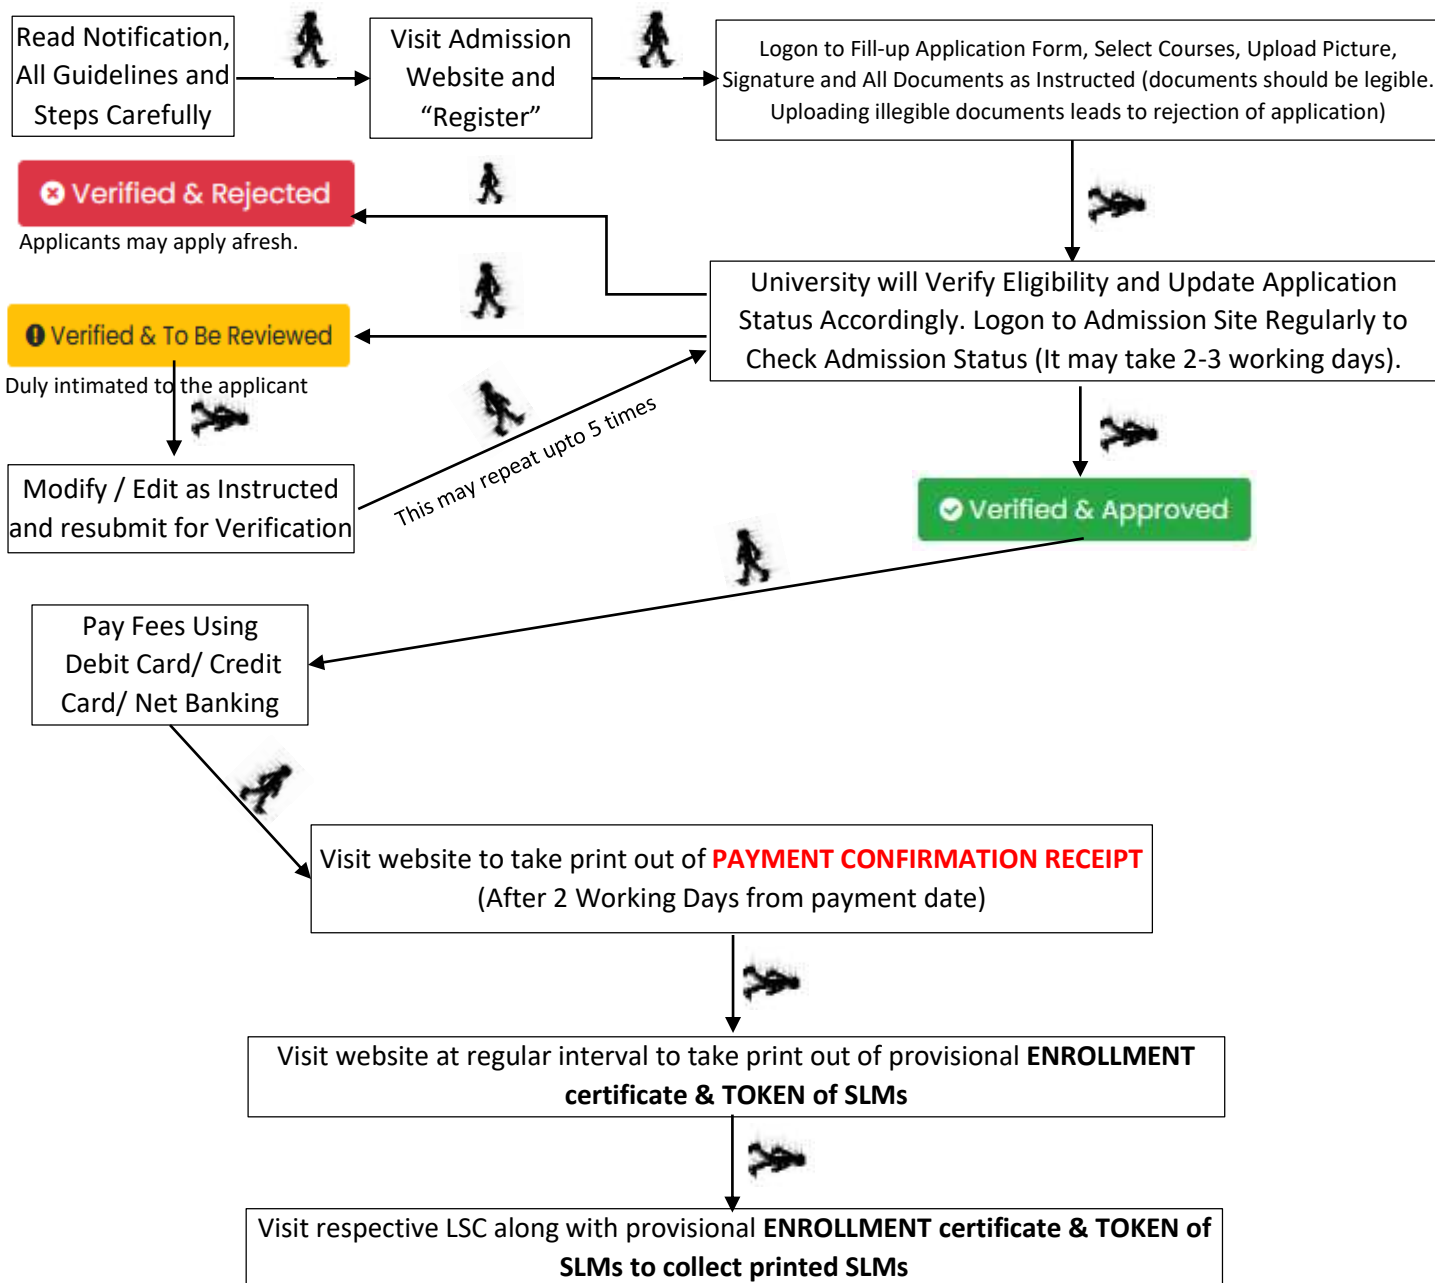 Read Notification,
All Guidelines and
Steps Carefully
Visit Admission
Website and
“Register”
Logon to Fill-up Application Form, Select Courses, Upload Picture,
Signature and All Documents as Instructed (documents should be legible.
Uploading illegible documents leads to rejection of application)
Verified & Rejected
Applicants may apply afresh.
University will Verify Eligibility and Update Application
Status Accordingly. Logon to Admission Site Regularly to
Check Admission Status (It may take 2-3 working days).
Verified & To Be Reviewed
Duly intimated to the applicant
Modify / Edit as Instructed
and resubmit for Verification
This may repeat upto 5 times
Verified & Approved
Pay Fees Using
Debit Card/ Credit
Card/ Net Banking
Visit website to take print out of PAYMENT CONFIRMATION RECEIPT
(After 2 Working Days from payment date)
Visit website at regular interval to take print out of provisional ENROLLMENT
certificate & TOKEN of SLMs
Visit respective LSC along with provisional ENROLLMENT certificate & TOKEN of
SLMs to collect printed SLMs